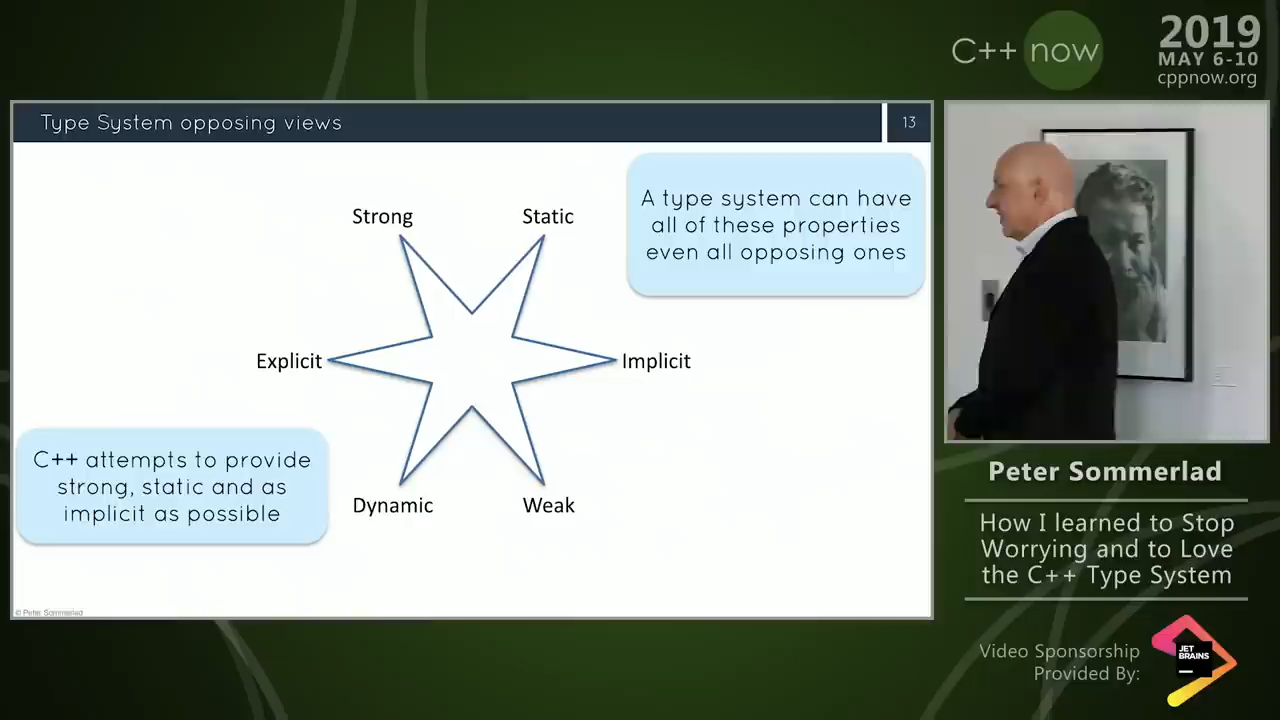 C++ now
2019
MAY 6-10
cppnow.org
Type System opposing views
13
A type system can have
all of these properties
even all opposing ones
Strong
Static
Explicit
Implicit
C++ attempts to provide
strong, static and as
implicit as possible
Dynamic
Weak
© Peter Sommerlad
Peter Sommerlad
How I learned to Stop
Worrying and to Love
the C++ Type System
Video Sponsorship
Provided By:
JET
BRAINS